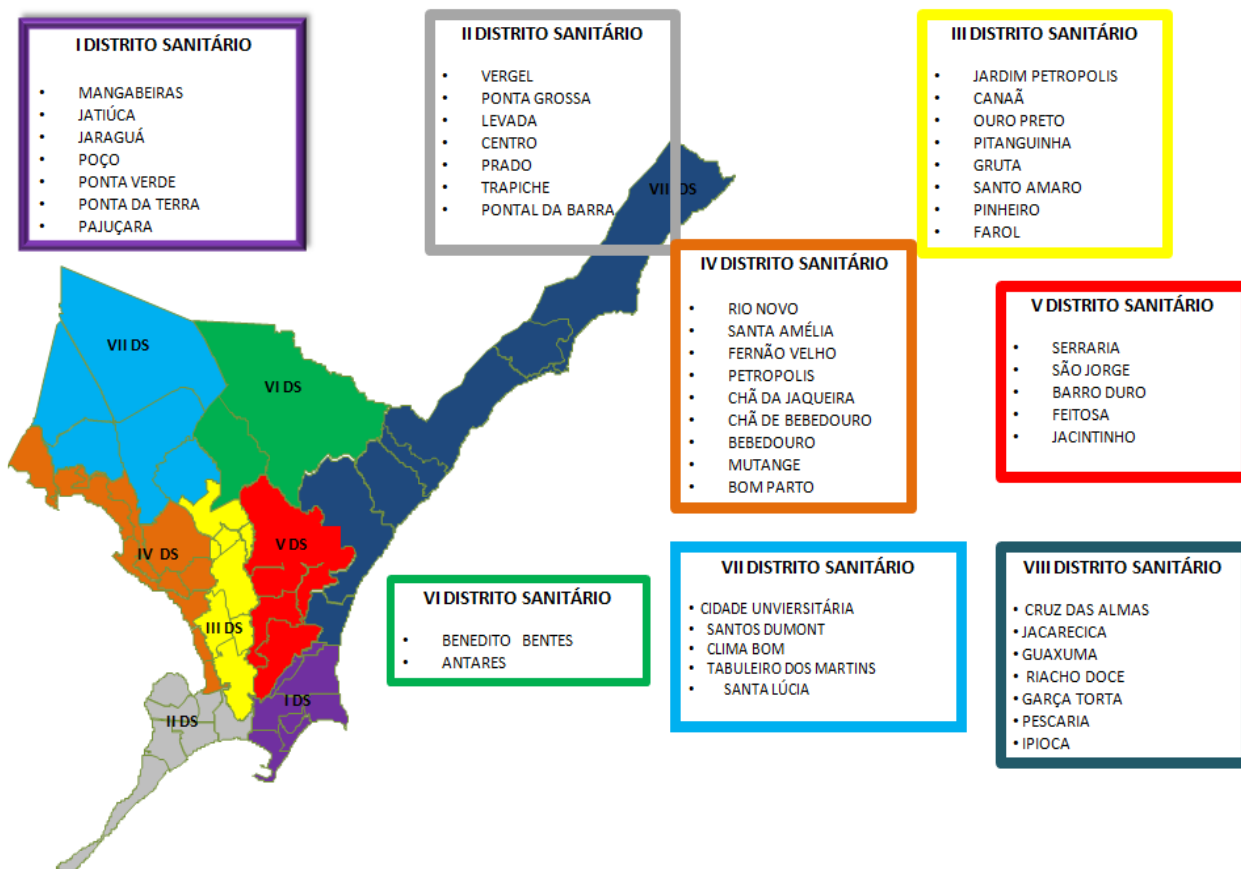 I DISTRITO SANITÁRIO
• MANGABEIRAS
• JATIÚCA
• JARAGUÁ
• POÇO
• PONTA VERDE
• PONTA DA TERRA
• PAJUÇARA
II DISTRITO SANITÁRIO
• VERGEL
• PONTA GROSSA
• LEVADA
• CENTRO
• PRADO
• TRAPICHE
• PONTAL DA BARRA
III DISTRITO SANITÁRIO
• JARDIM PETROPOLIS
• CANAÃ
• OURO PRETO
• PITANGUINHA
• GRUTA
• SANTO AMARO
• PINHEIRO
• FAROL
IV DISTRITO SANITÁRIO
• RIO NOVO
• SANTA AMÉLIA
• FERNÃO VELHO
• PETROPOLIS
• CHÃ DA JAQUEIRA
• CHÃ DE BEBEDOURO
• BEBEDOURO
• MUTANGE
• BOM PARTO
V DISTRITO SANITÁRIO
• SERRARIA
• SÃO JORGE
• BARRO DURO
• FEITOSA
• JACINTINHO
VI DISTRITO SANITÁRIO
• BENEDITO BENTES
• ANTARES
VII DISTRITO SANITÁRIO
• CIDADE UNVIERSITÁRIA
• SANTOS DUMONT
• CLIMA BOM
• TABULEIRO DOS MARTINS
• SANTA LÚCIA
VIII DISTRITO SANITÁRIO
• CRUZ DAS ALMAS
• JACARECICA
• GUAXUMA
• RIACHO DOCE
• GARÇA TORTA
• PESCARIA
• IPIOCA
VII DS
VI DS
V DS
IV DS
III DS
II DS
I DS